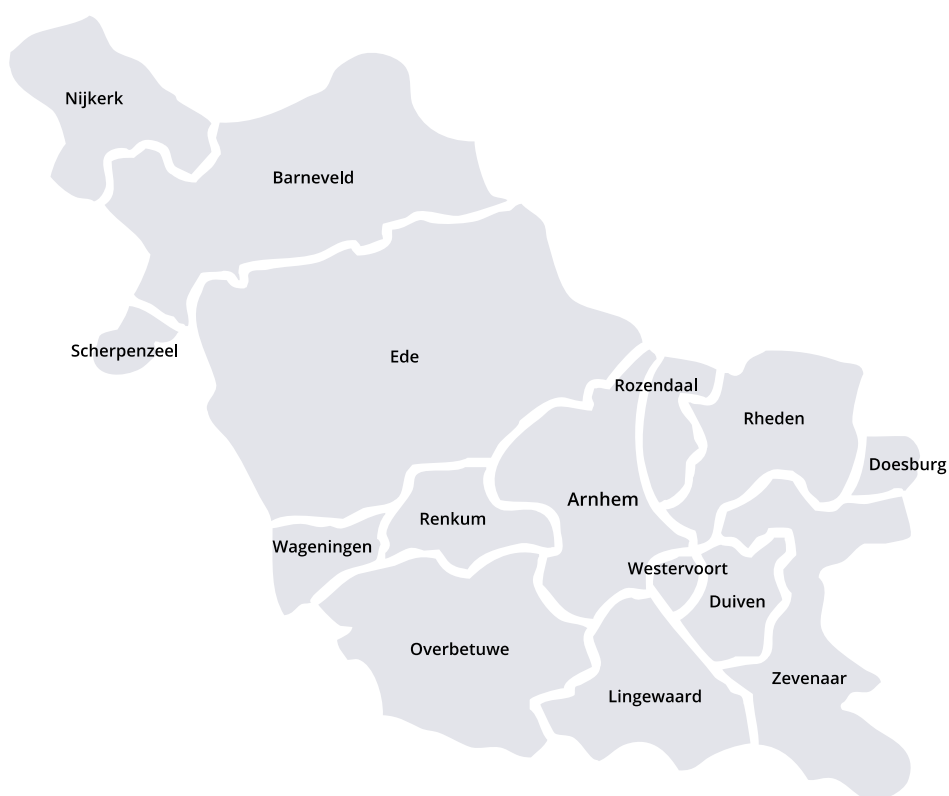 Nijkerk
Barneveld
Scherpenzeel
Ede
Rozendaal
Rheden
Doesburg
Arnhem
Renkum
Wageningen
Westervoort
Duiven
Overbetuwe
Zevenaar
Lingewaard